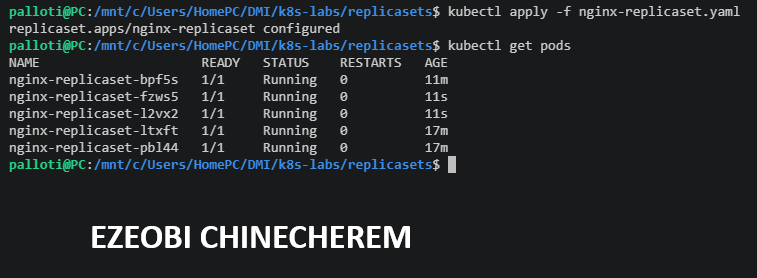 palloti@PC:/mnt/c/Users/HomePC/DMI/k8s-labs/replicasets$ kubectl apply -f nginx-replicaset.yaml
replicaset.apps/nginx-replicaset configured
palloti@PC:/mnt/c/Users/HomePC/DMI/k8s-labs/replicasets$ kubectl get pods
NAME                     READY   STATUS    RESTARTS   AGE
nginx-replicaset-bpf5s   1/1     Running   0          11m
nginx-replicaset-fzws5   1/1     Running   0          11s
nginx-replicaset-l2vx2   1/1     Running   0          11s
nginx-replicaset-ltxft   1/1     Running   0          17m
nginx-replicaset-pbl44   1/1     Running   0          17m
palloti@PC:/mnt/c/Users/HomePC/DMI/k8s-labs/replicasets$
EZEOBI CHINECHEREM